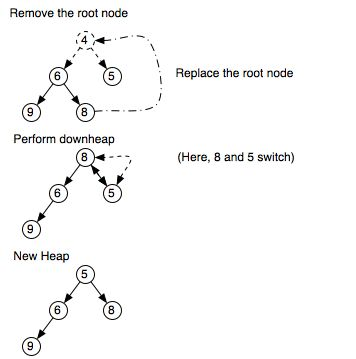 Remove the root node
4
6
5
Replace the root node
9
8
Perform downheap
8
(Here, 8 and 5 switch)
6
5
9
New Heap
5
6
8
9